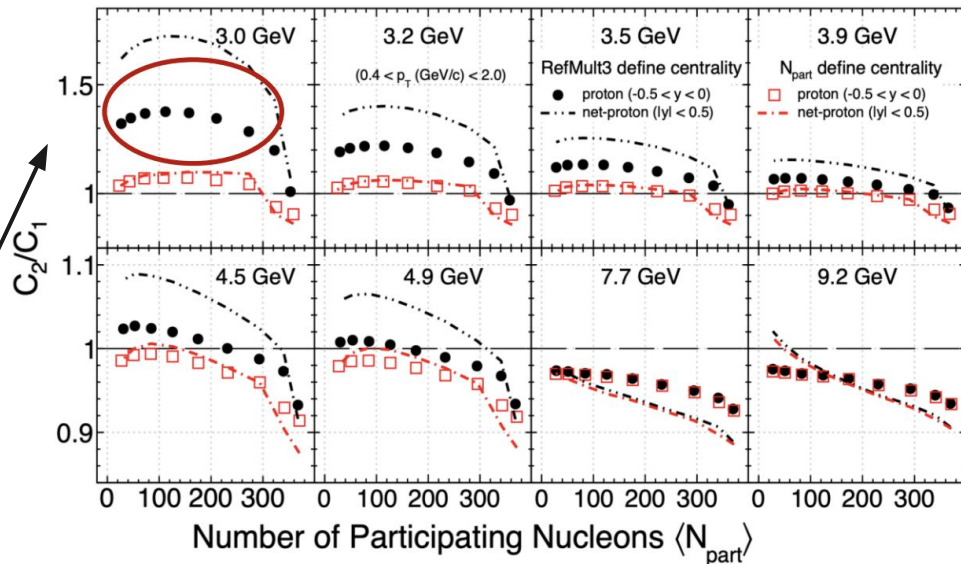 3.0 GeV
3.2 GeV
3.5 GeV
3.9 GeV
(0.4 < p_T (GeV/c) < 2.0)
RefMult3 define centrality
proton (-0.5 < y < 0)
net-proton (|y| < 0.5)
N_part define centrality
proton (-0.5 < y < 0)
net-proton (|y| < 0.5)
1.5
1
C_2/C_1
4.5 GeV
4.9 GeV
7.7 GeV
9.2 GeV
1.1
1
0.9
0 100 200 300
0 100 200 300
0 100 200 300
0 100 200 300
Number of Participating Nucleons ⟨N_part⟩